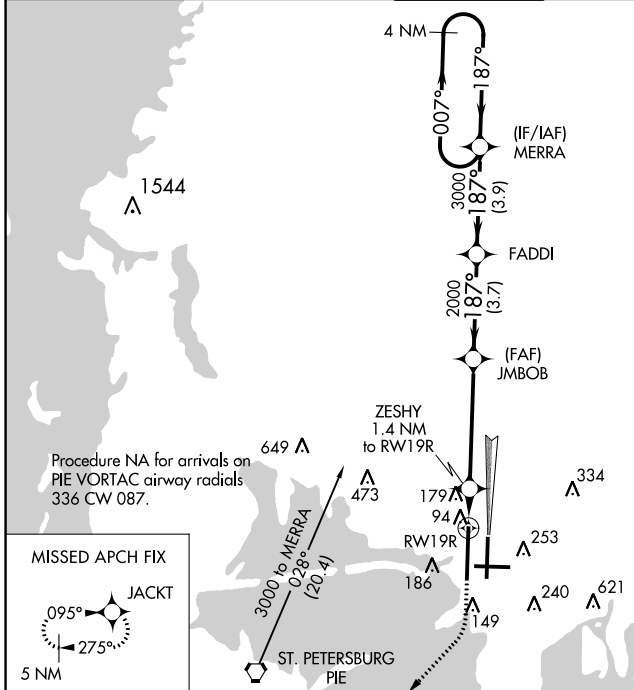 4 NM
187°
007°
(IF/IAF)
MERRA
3000
187°
(3.9)
1544
FADDI
2000
187°
(3.7)
(FAF)
JMBOB
ZESHY
1.4 NM
to RW19R
649
Procedure NA for arrivals on
PIE VORTAC airway radials
336 CW 087.
473
179
334
94
RW19R
253
3000 to MERRA
028°
(20.4)
186
149
240
621
MISSED APCH FIX
JACKT
095°
275°
5 NM
ST. PETERSBURG
PIE